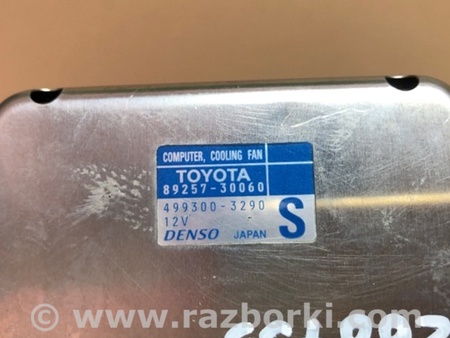 COMPUTER, COOLING FAN
TOYOTA
89257-30060
499300-3290
12V
S
DENSO JAPAN
© www.razborki.com